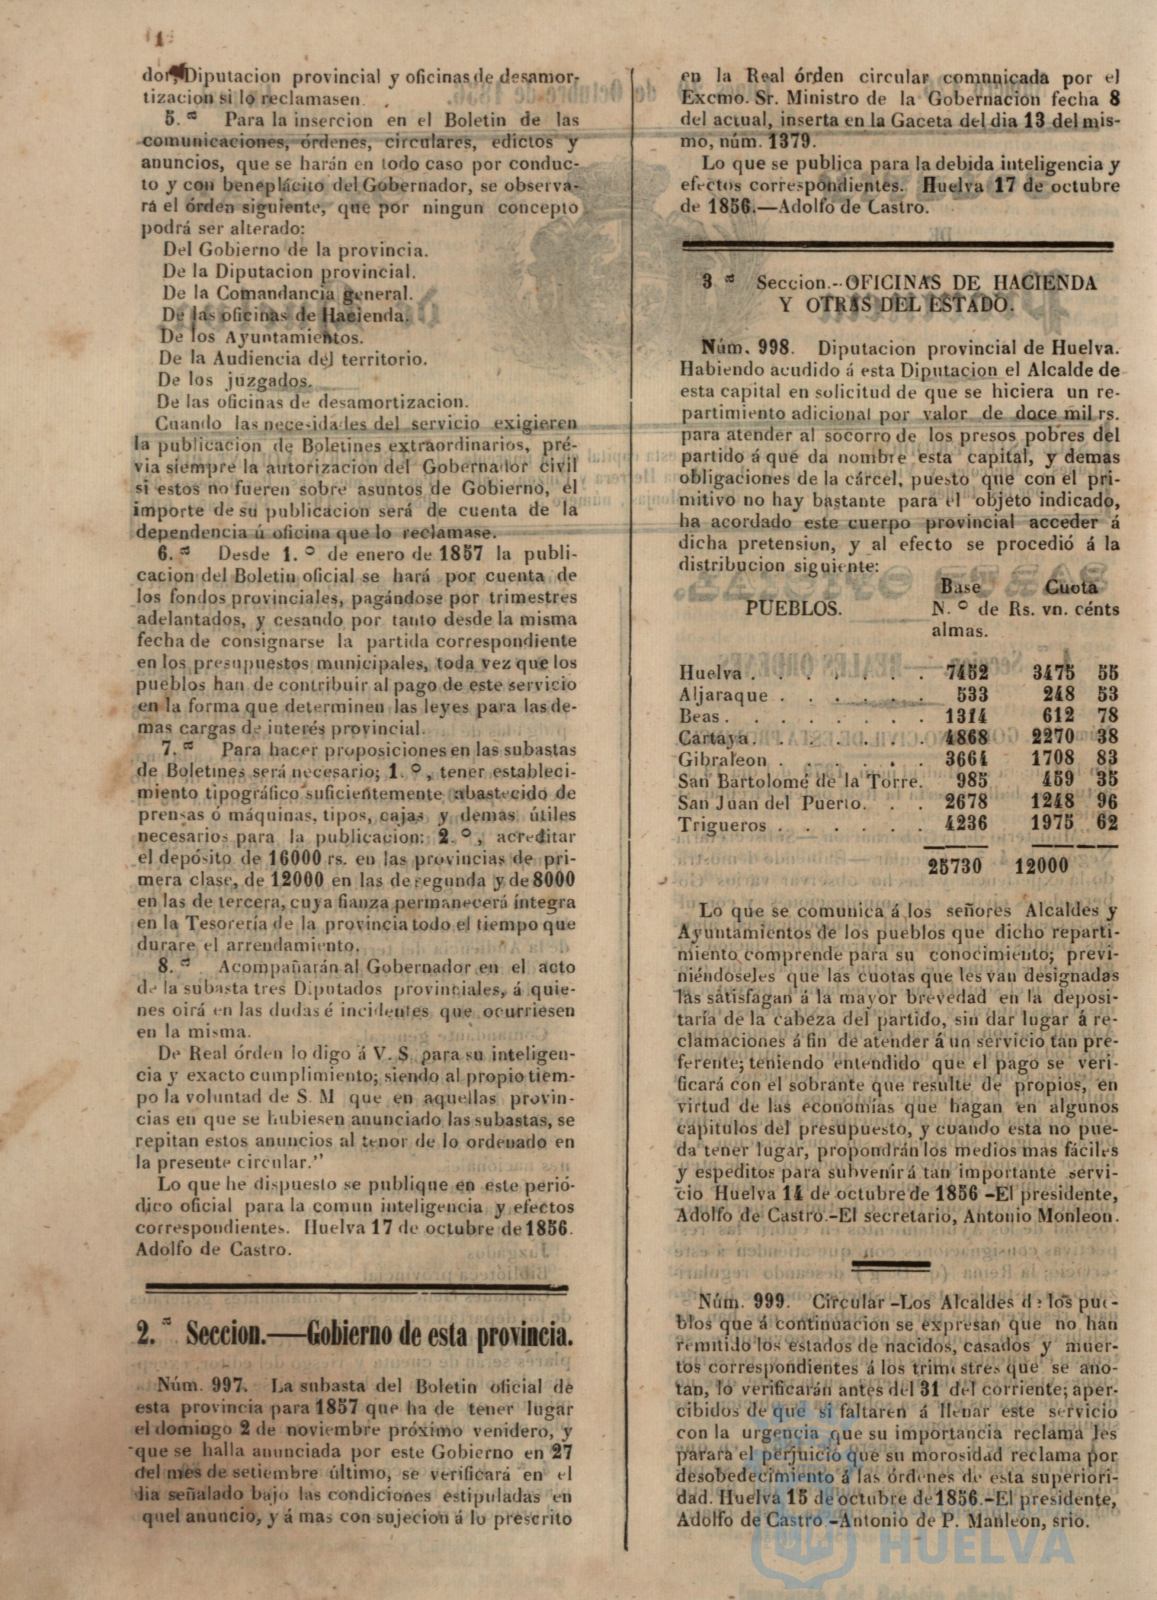 dor, Diputacion provincial y oficinas de desamor-
tizacion si lo reclamasen.
5.ª Para la insercion en el Boletin de las
comunicaciones, órdenes, circulares, edictos y
anuncios, que se harán en todo caso por conduc-
to y con beneplácito del Gobernador, se observa-
rá el órden siguiente, que por ningun concepto
podrá ser alterado:
Del Gobierno de la provincia.
De la Diputacion provincial.
De la Comandancia general.
De las oficinas de Hacienda.
De los Ayuntamientos.
De la Audiencia del territorio.
De los juzgados.
De las oficinas de desamortizacion.
Cuando las necesidades del servicio exigieren
la publicacion de Boletines extraordinarios, pré-
via siempre la autorizacion del Gobernador civil
si estos no fueren sobre asuntos de Gobierno, el
importe de su publicacion será de cuenta de la
dependencia ú oficina que lo reclamase.
6.ª Desde 1.º de enero de 1857 la publi-
cacion del Boletin oficial se hará por cuenta de
los fondos provinciales, pagándose por trimestres
adelantados, y cesando por tanto desde la misma
fecha de consignarse la partida correspondiente
en los presupuestos municipales, toda vez que los
pueblos han de contribuir al pago de este servicio
en la forma que determinen las leyes para las de-
mas cargas de interés provincial.
7.ª Para hacer proposiciones en las subastas
de Boletines será necesario; 1.º, tener estableci-
miento tipográfico suficientemente abastecido de
prensas ó máquinas, tipos, cajas y demas útiles
necesarios para la publicacion: 2.º, acreditar
el depósito de 16000 rs. en las provincias de pri-
mera clase, de 12000 en las de segunda y de 8000
en las de tercera, cuya fianza permanecerá íntegra
en la Tesorería de la provincia todo el tiempo que
durare el arrendamiento.
8.ª Acompañarán al Gobernador en el acto
de la subasta tres Diputados provinciales, á quie-
nes oirá en las dudas é incidentes que ocurriesen
en la misma.
De Real órden lo digo á V. S. para su inteligen-
cia y exacto cumplimiento; siendo al propio tiem-
po la voluntad de S. M que en aquellas provin-
cias en que se hubiesen anunciado las subastas, se
repitan estos anuncios al tenor de lo ordenado en
la presente circular.''
Lo que he dispuesto se publique en este perió-
dico oficial para la comun inteligencia y efectos
correspondientes. Huelva 17 de octubre de 1856.
Adolfo de Castro.
2.ª Seccion.—Gobierno de esta provincia.
Núm. 997. La subasta del Boletin oficial de
esta provincia para 1857 que ha de tener lugar
el domingo 2 de noviembre próximo venidero, y
que se halla anunciada por este Gobierno en 27
del mes de setiembre último, se verificará en el
dia señalado bajo las condiciones estipuladas en
quel anuncio, y á mas con sujecion á lo prescrito
en la Real órden circular comunicada por el
Excmo. Sr. Ministro de la Gobernacion fecha 8
del actual, inserta en la Gaceta del dia 13 del mis-
mo, núm. 1379.
Lo que se publica para la debida inteligencia y
efectos correspondientes. Huelva 17 de octubre
de 1856.—Adolfo de Castro.
3 ª Seccion.--OFICINAS DE HACIENDA
Y OTRAS DEL ESTADO.
Núm. 998. Diputacion provincial de Huelva.
Habiendo acudido á esta Diputacion el Alcalde de
esta capital en solicitud de que se hiciera un re-
partimiento adicional por valor de doce mil rs.
para atender al socorro de los presos pobres del
partido á que da nombre esta capital, y demas
obligaciones de la cárcel, puesto que con el pri-
mitivo no hay bastante para el objeto indicado,
ha acordado este cuerpo provincial acceder á
dicha pretension, y al efecto se procedió á la
distribucion siguiente:
Base Cuota
PUEBLOS. N.º de Rs. vn. cénts
almas.
Huelva . . . . . . . . 7452 3475 55
Aljaraque . . . . . . . 533 248 53
Beas . . . . . . . . . 1314 612 78
Cartaya. . . . . . . . 4868 2270 38
Gibraleon . . . . . . . 3664 1708 83
San Bartolomé de la Torre. 985 459 35
San Juan del Puerto. . . 2678 1248 96
Trigueros . . . . . . . 4236 1975 62
25730 12000
Lo que se comunica á los señores Alcaldes y
Ayuntamientos de los pueblos que dicho reparti-
miento comprende para su conocimiento; previ-
niéndoseles que las cuotas que les van designadas
las satisfagan á la mayor brevedad en la deposi-
taría de la cabeza del partido, sin dar lugar á re-
clamaciones á fin de atender á un servicio tan pre-
ferente; teniendo entendido que el pago se veri-
ficará con el sobrante que resulte de propios, en
virtud de las economías que hagan en algunos
capitulos del presupuesto, y cuando esta no pue-
da tener lugar, propondrán los medios mas fáciles
y espeditos para subvenir á tan importante servi-
cio Huelva 14 de octubre de 1856 -El presidente,
Adolfo de Castro.-El secretario, Antonio Monleon.
Núm. 999. Circular -Los Alcaldes de los pue-
blos que á continuacion se expresan que no han
remitido los estados de nacidos, casados y muer-
tos correspondientes á los trimestres que se ano-
tan, lo verificarán antes del 31 del corriente; aper-
cibidos de que si faltaren á llenar este servicio
con la urgencia que su importancia reclama les
parará el perjuicio que su morosidad reclama por
desobedecimiento á las órdenes de esta superiori-
dad. Huelva 15 de octubre de 1856.-El presidente,
Adolfo de Castro -Antonio de P. Manleon, srio.
HUELVA